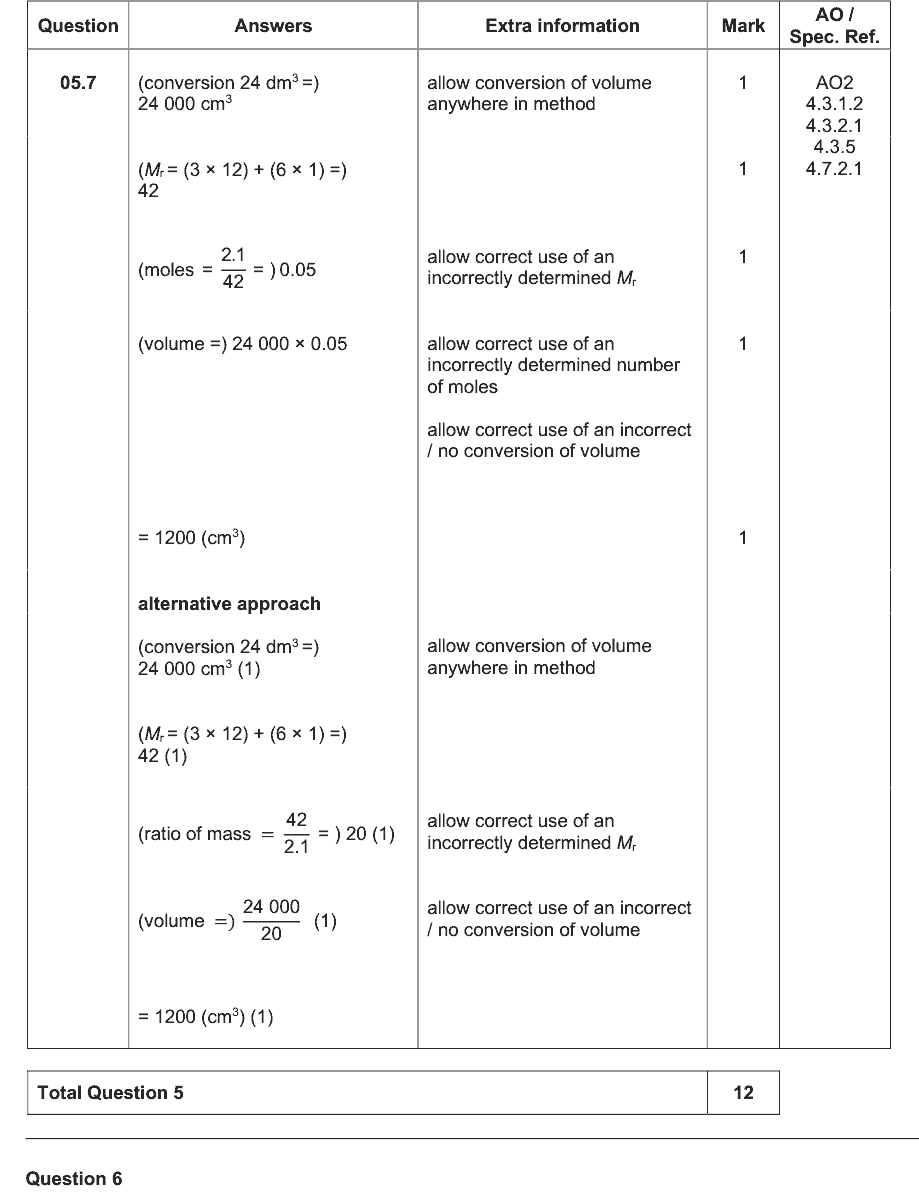 Question Answers Extra information Mark AO / Spec. Ref.
05.7 (conversion 24 dm³ =) allow conversion of volume 1 AO2
24 000 cm³ anywhere in method 4.3.1.2
4.3.2.1
4.3.5
(Mᵣ = (3 × 12) + (6 × 1) =) 1 4.7.2.1
42
(moles = 2.1/42 = ) 0.05 allow correct use of an 1
incorrectly determined Mᵣ
(volume =) 24 000 × 0.05 allow correct use of an 1
incorrectly determined number
of moles
allow correct use of an incorrect
/ no conversion of volume
= 1200 (cm³) 1
alternative approach
(conversion 24 dm³ =) allow conversion of volume
24 000 cm³ (1) anywhere in method
(Mᵣ = (3 × 12) + (6 × 1) =)
42 (1)
(ratio of mass = 42/2.1 = ) 20 (1) allow correct use of an
incorrectly determined Mᵣ
(volume =) 24 000/20 (1) allow correct use of an incorrect
/ no conversion of volume
= 1200 (cm³) (1)
Total Question 5 12
Question 6